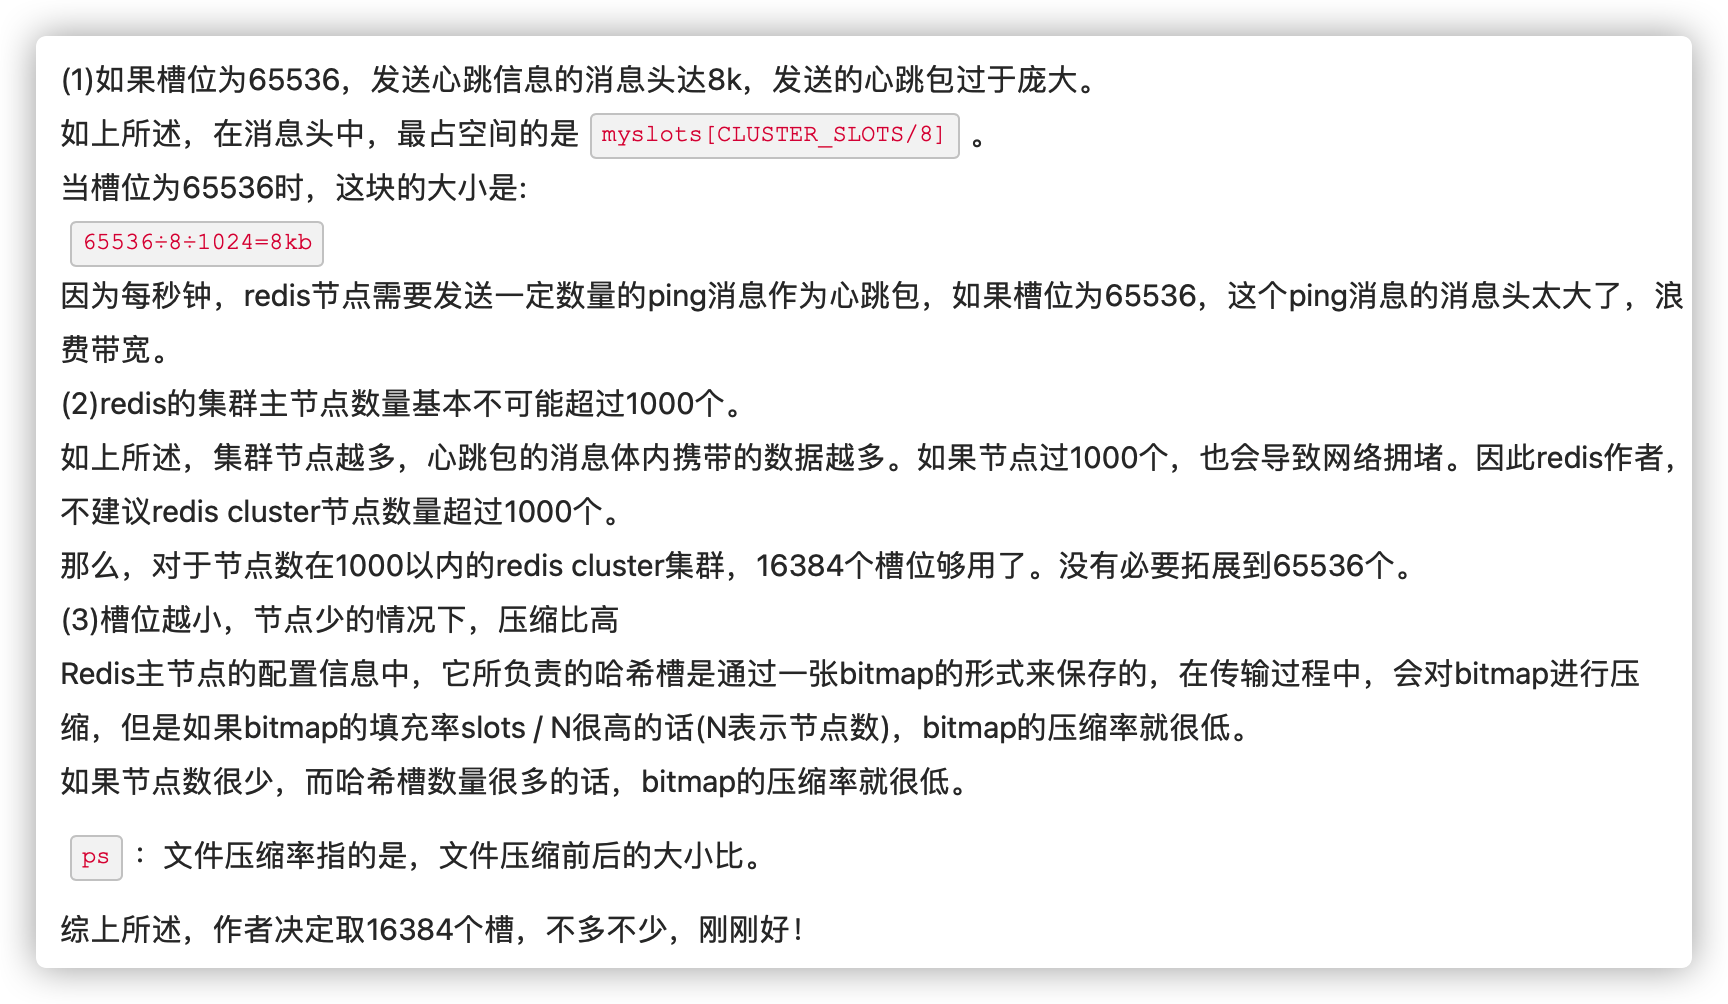 (1)如果槽位为65536，发送心跳信息的消息头达8k，发送的心跳包过于庞大。
如上所述，在消息头中，最占空间的是 myslots[CLUSTER_SLOTS/8] 。
当槽位为65536时，这块的大小是:
65536÷8÷1024=8kb
因为每秒钟，redis节点需要发送一定数量的ping消息作为心跳包，如果槽位为65536，这个ping消息的消息头太大了，浪
费带宽。
(2)redis的集群主节点数量基本不可能超过1000个。
如上所述，集群节点越多，心跳包的消息体内携带的数据越多。如果节点过1000个，也会导致网络拥堵。因此redis作者，
不建议redis cluster节点数量超过1000个。
那么，对于节点数在1000以内的redis cluster集群，16384个槽位够用了。没有必要拓展到65536个。
(3)槽位越小，节点少的情况下，压缩比高
Redis主节点的配置信息中，它所负责的哈希槽是通过一张bitmap的形式来保存的，在传输过程中，会对bitmap进行压
缩，但是如果bitmap的填充率slots / N很高的话(N表示节点数)，bitmap的压缩率就很低。
如果节点数很少，而哈希槽数量很多的话，bitmap的压缩率就很低。
ps ：文件压缩率指的是，文件压缩前后的大小比。
综上所述，作者决定取16384个槽，不多不少，刚刚好！